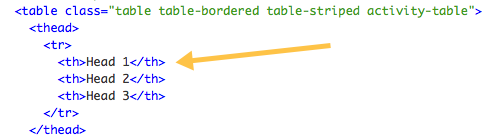 <table class="table table-bordered table-striped activity-table">
<thead>
<tr>
<th>Head 1</th>
<th>Head 2</th>
<th>Head 3</th>
</tr>
</thead>